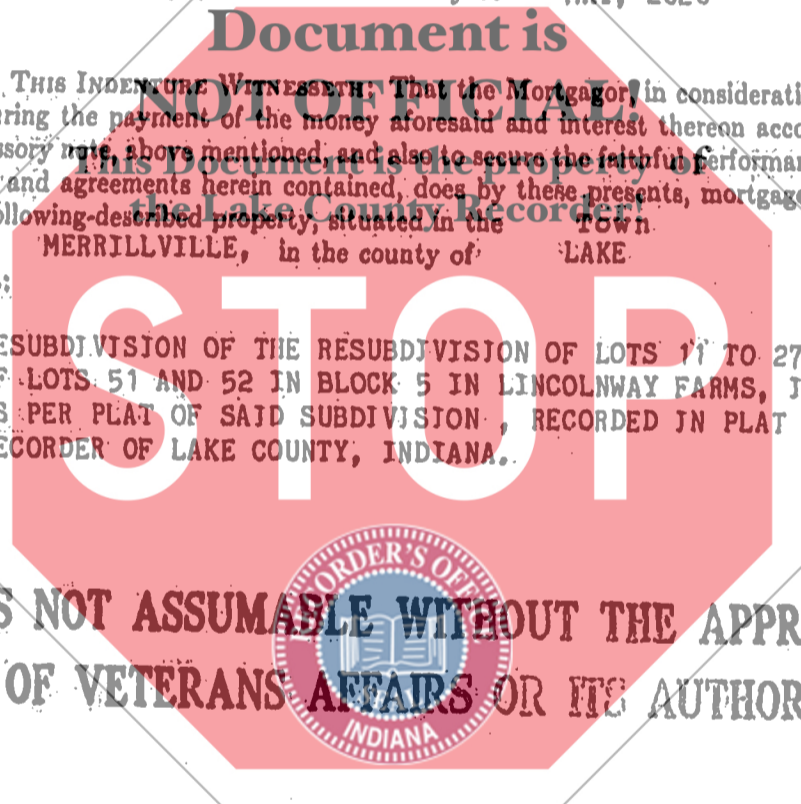 Document is
THIS INDENTURE WITNESSETH: That the Mortgagor, in considerati
NOT OFFICIAL!
ring the payment of the money aforesaid and interest thereon acco
ssory note, above mentioned, and also to secure the faithful performan
This Document is the property of
and agreements herein contained, does by these presents, mortgage
the Lake County Recorder!
llowing-described property, situated in the Town
MERRILLVILLE, in the county of LAKE
:
STOP
ESUBDIVISION OF THE RESUBDIVISION OF LOTS 11 TO 27
F LOTS 51 AND 52 IN BLOCK 5 IN LINCOLNWAY FARMS, I
S PER PLAT OF SAID SUBDIVISION , RECORDED IN PLAT
ECORDER OF LAKE COUNTY, INDIANA.
S NOT ASSUMABLE WITHOUT THE APPR
OF VETERANS AFFAIRS OR ITS AUTHOR
RECORDER'S OFFICE
INDIANA